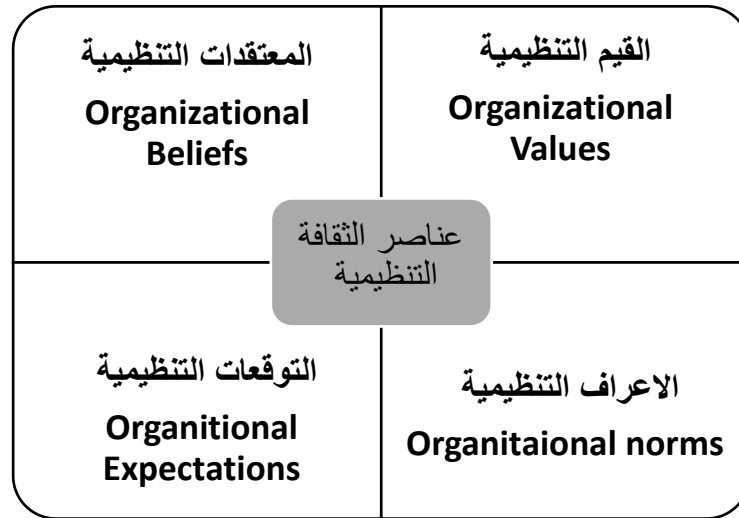 المعتقدات التنظيمية
Organizational
Beliefs
القيم التنظيمية
Organizational
Values
عناصر الثقافة
التنظيمية
التوقعات التنظيمية
Organitional
Expectations
الاعراف التنظيمية
Organitaional norms